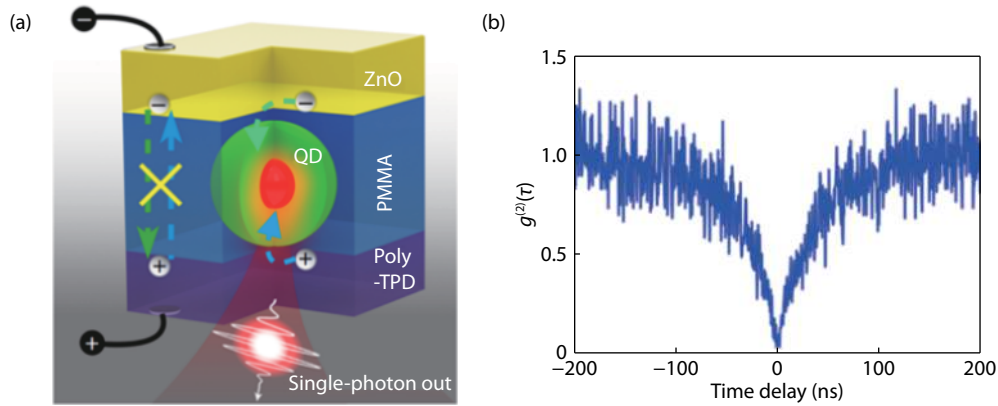 (a)
−
ZnO
−
−
QD
PMMA
+
+
Poly
-TPD
+
Single-photon out
(b)
g(2)(τ)
1.5
1.0
0.5
0
−200
−100
0
100
200
Time delay (ns)